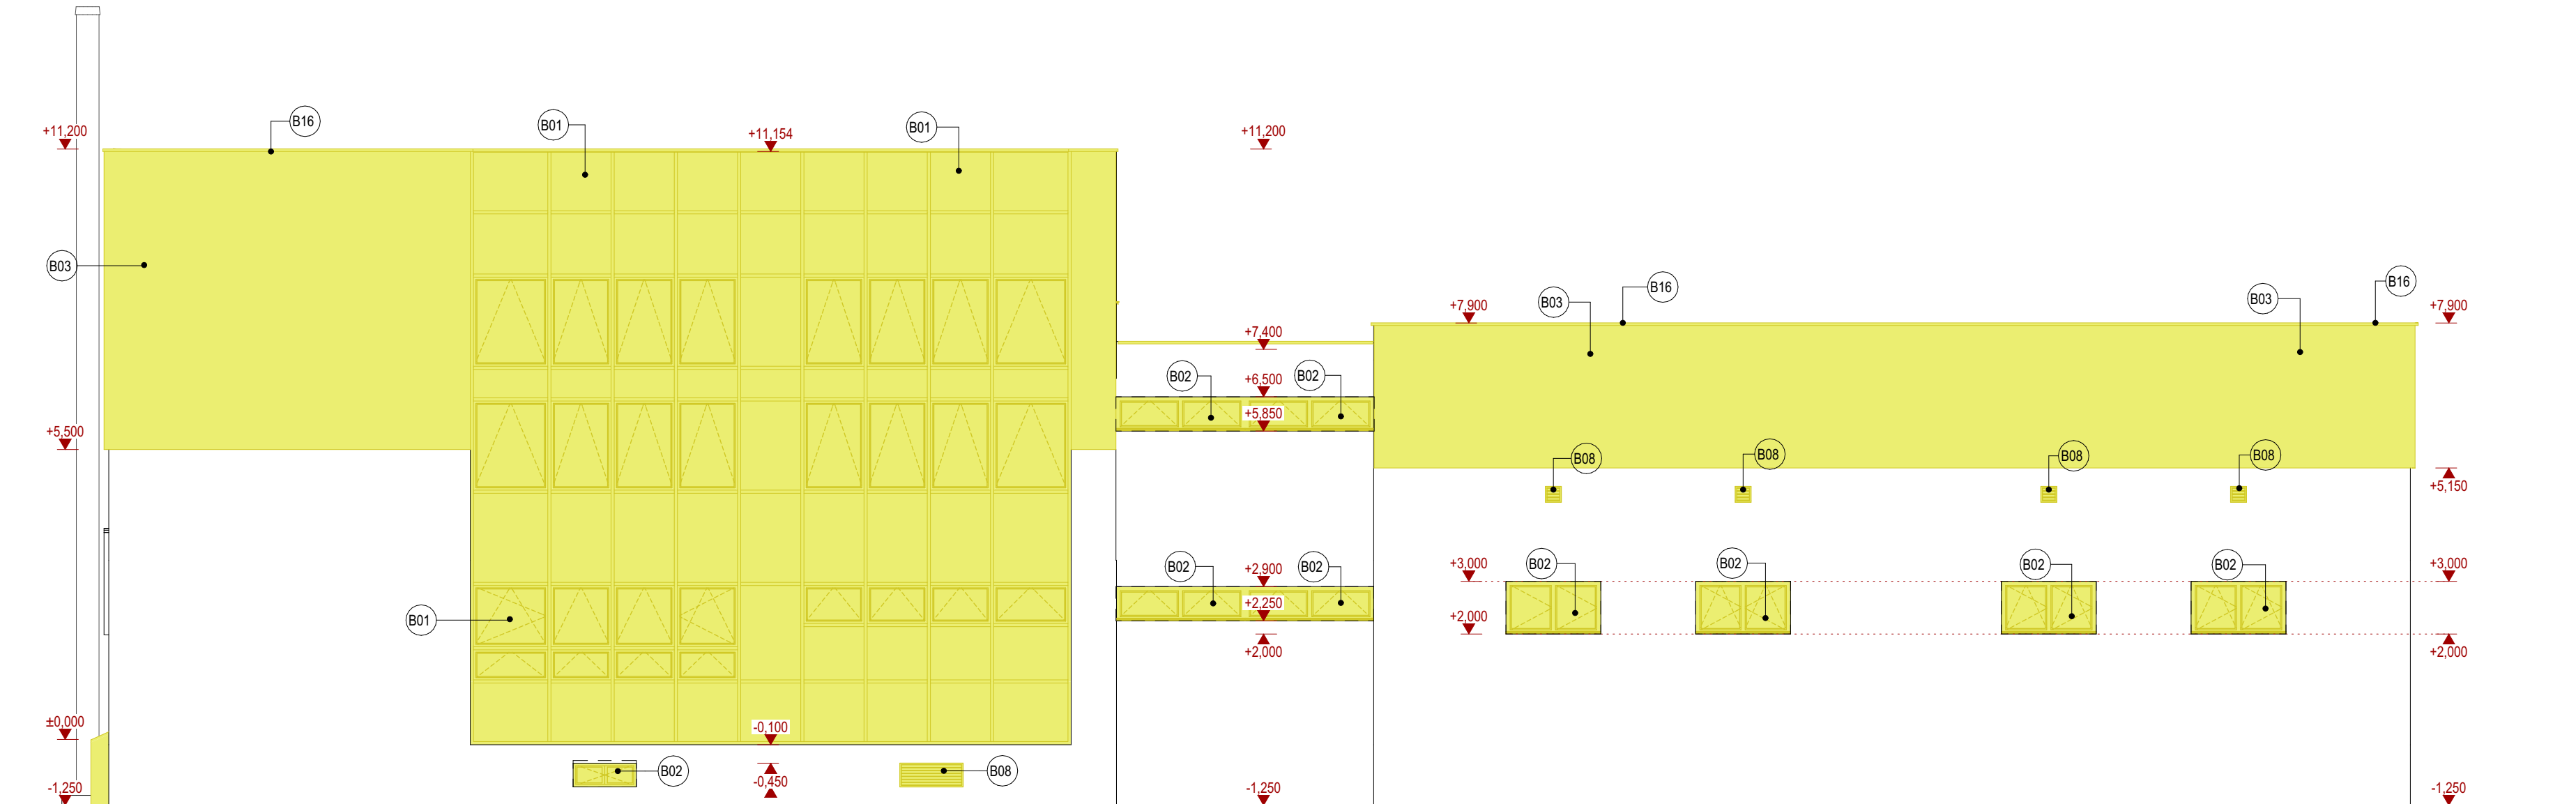 B16
B01
B01
+11,200
+11,154
+11,200
B03
B16
B16
B03
B03
+7,900
+7,900
+7,400
B02
B02
+6,500
+5,850
+5,500
B08
B08
B08
B08
+5,150
B02
B02
+2,900
+3,000
B02
B02
B02
B02
+3,000
+2,250
B01
+2,000
+2,000
+2,000
±0,000
-0,100
B02
B08
-0,450
-1,250
-1,250
-1,250